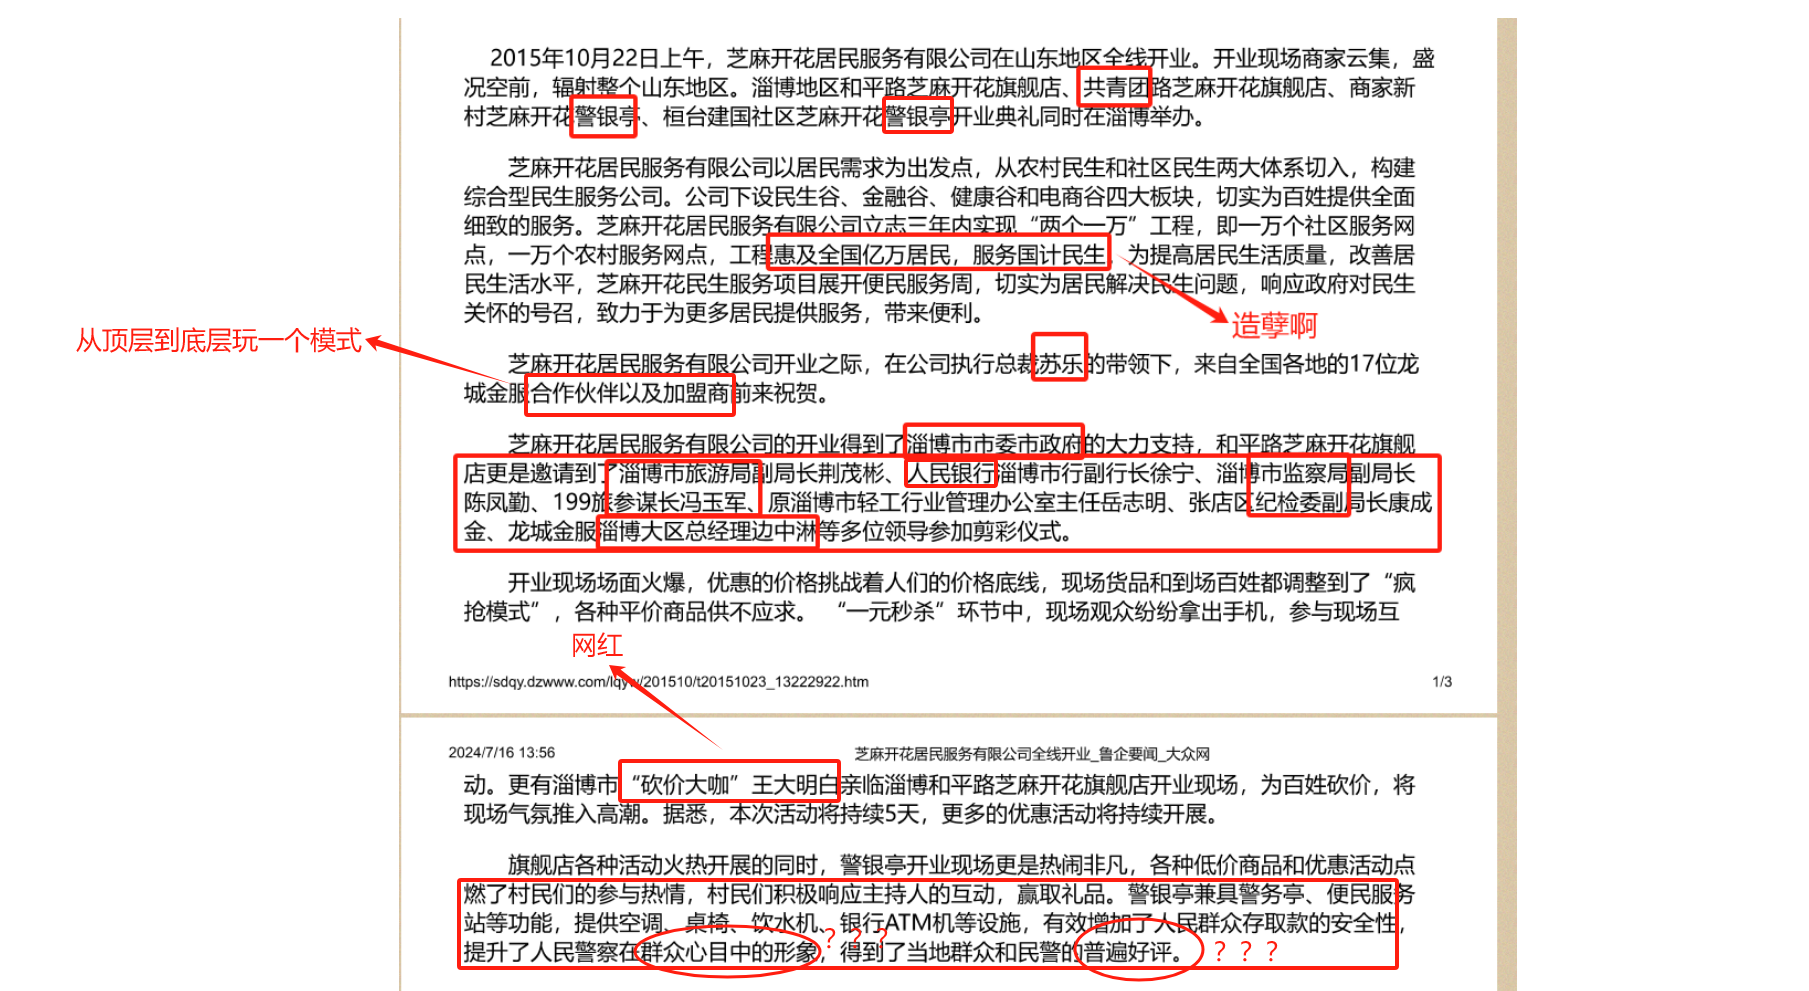 2015年10月22日上午，芝麻开花居民服务有限公司在山东地区全线开业。开业现场商家云集，盛
况空前，辐射整个山东地区。淄博地区和平路芝麻开花旗舰店、共青团路芝麻开花旗舰店、商家新
村芝麻开花警银亭、桓台建国社区芝麻开花警银亭开业典礼同时在淄博举办。
芝麻开花居民服务有限公司以居民需求为出发点，从农村民生和社区民生两大体系切入，构建
综合型民生服务公司。公司下设民生谷、金融谷、健康谷和电商谷四大板块，切实为百姓提供全面
细致的服务。芝麻开花居民服务有限公司立志三年内实现“两个一万”工程，即一万个社区服务网
点，一万个农村服务网点，工程惠及全国亿万居民，服务国计民生。为提高居民生活质量，改善居
民生活水平，芝麻开花民生服务项目展开便民服务周，切实为居民解决民生问题，响应政府对民生
关怀的号召，致力于为更多居民提供服务，带来便利。
造孽啊
从顶层到底层玩一个模式
芝麻开花居民服务有限公司开业之际，在公司执行总裁苏乐的带领下，来自全国各地的17位龙
城金服合作伙伴以及加盟商前来祝贺。
芝麻开花居民服务有限公司的开业得到了淄博市市委市政府的大力支持，和平路芝麻开花旗舰
店更是邀请到了淄博市旅游局副局长荆茂彬、人民银行淄博市行副行长徐宁、淄博市监察局副局长
陈凤勤、199旅参谋长冯玉军、原淄博市轻工行业管理办公室主任岳志明、张店区纪检委副局长康成
金、龙城金服淄博大区总经理边中淋等多位领导参加剪彩仪式。
开业现场场面火爆，优惠的价格挑战着人们的价格底线，现场货品和到场百姓都调整到了“疯
抢模式”，各种平价商品供不应求。 “一元秒杀”环节中，现场观众纷纷拿出手机，参与现场互
网红
https://sdqy.dzwww.com/lqyw/201510/t20151023_13222922.htm 1/3
2024/7/16 13:56 芝麻开花居民服务有限公司全线开业_鲁企要闻_大众网
动。更有淄博市“砍价大咖”王大明白亲临淄博和平路芝麻开花旗舰店开业现场，为百姓砍价，将
现场气氛推入高潮。据悉，本次活动将持续5天，更多的优惠活动将持续开展。
旗舰店各种活动火热开展的同时，警银亭开业现场更是热闹非凡，各种低价商品和优惠活动点
燃了村民们的参与热情，村民们积极响应主持人的互动，赢取礼品。警银亭兼具警务亭、便民服务
站等功能，提供空调、桌椅、饮水机、银行ATM机等设施，有效增加了人民群众存取款的安全性，
提升了人民警察在群众心目中的形象，得到了当地群众和民警的普遍好评。
？？？
？？？